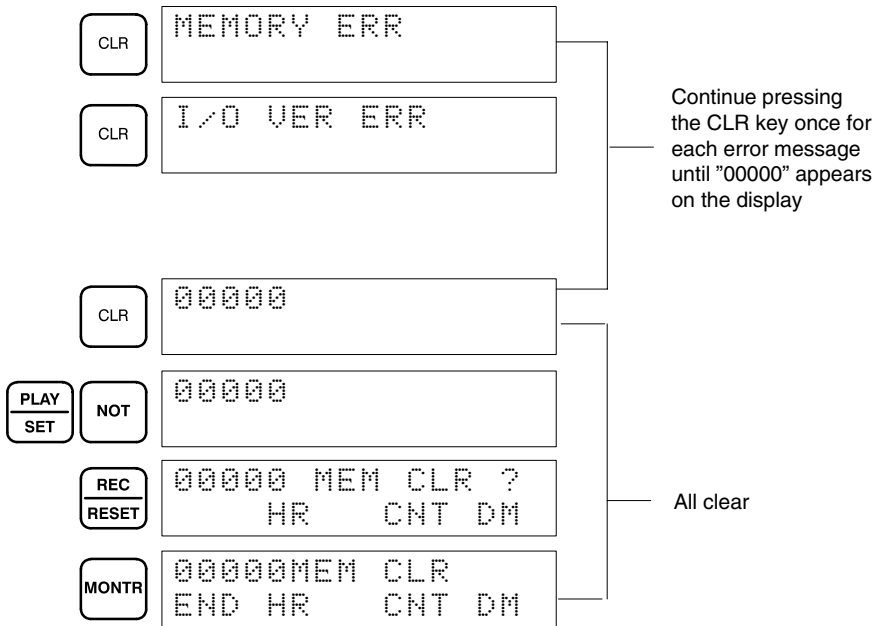 CLR
MEMORY ERR
CLR
I/O VER ERR
Continue pressing
the CLR key once for
each error message
until ”00000” appears
on the display
CLR
00000
PLAY
SET
NOT
00000
REC
RESET
00000 MEM CLR ?
HR CNT DM
All clear
MONTR
00000MEM CLR
END HR CNT DM